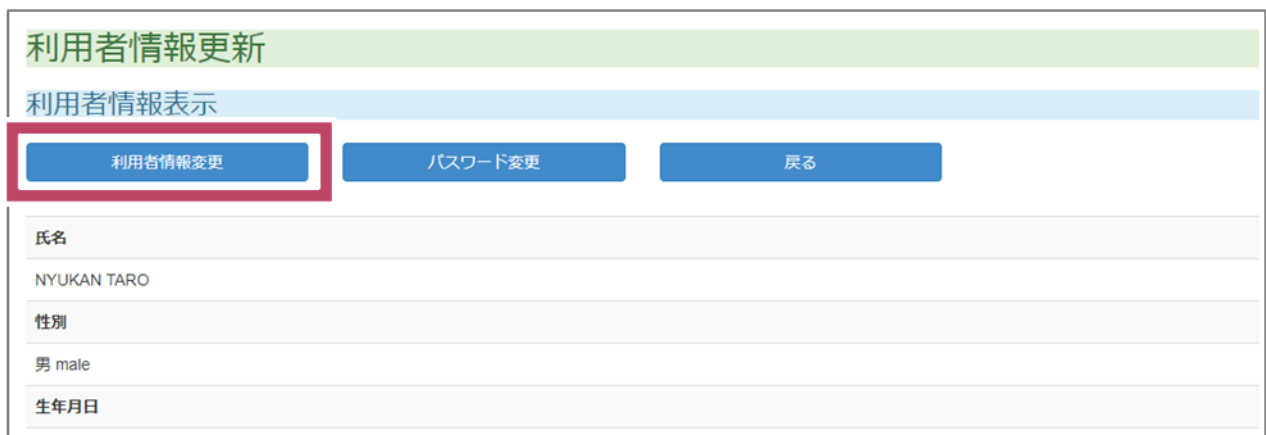 利用者情報更新
利用者情報表示
利用者情報変更 パスワード変更 戻る
氏名
NYUKAN TARO
性別
男 male
生年月日